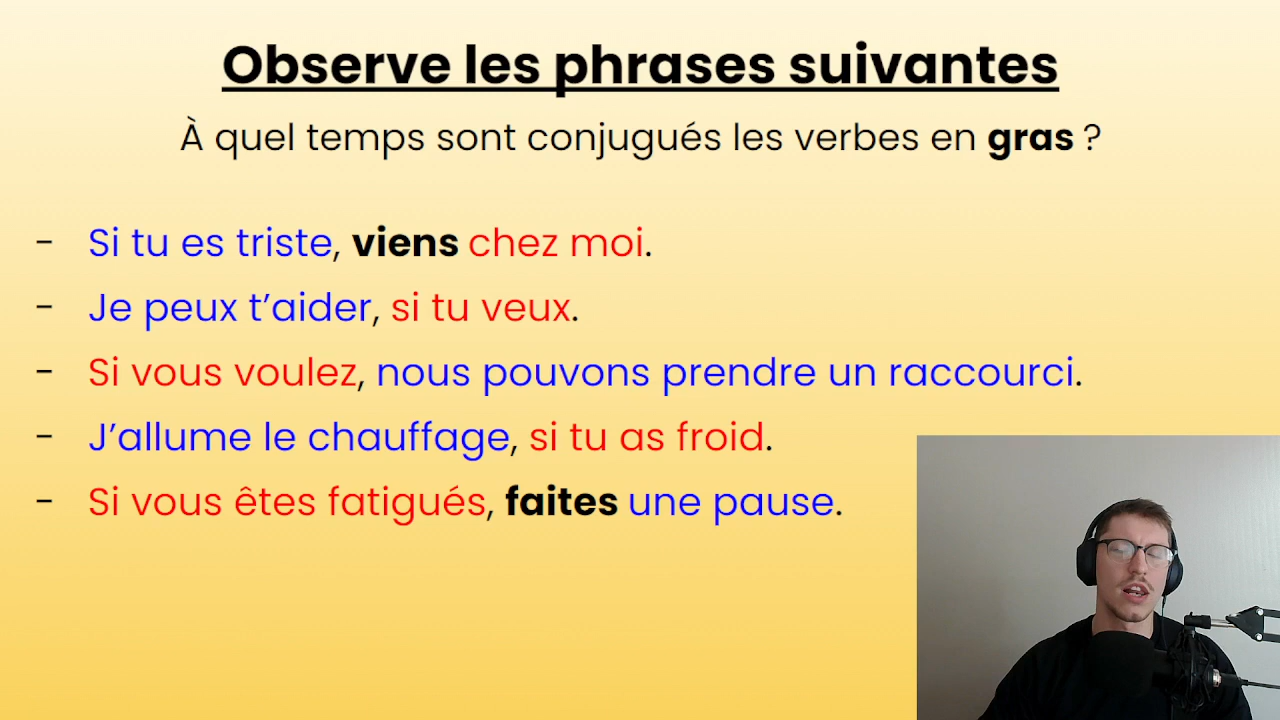 Observe les phrases suivantes
À quel temps sont conjugués les verbes en gras ?
- Si tu es triste, viens chez moi.
- Je peux t’aider, si tu veux.
- Si vous voulez, nous pouvons prendre un raccourci.
- J’allume le chauffage, si tu as froid.
- Si vous êtes fatigués, faites une pause.